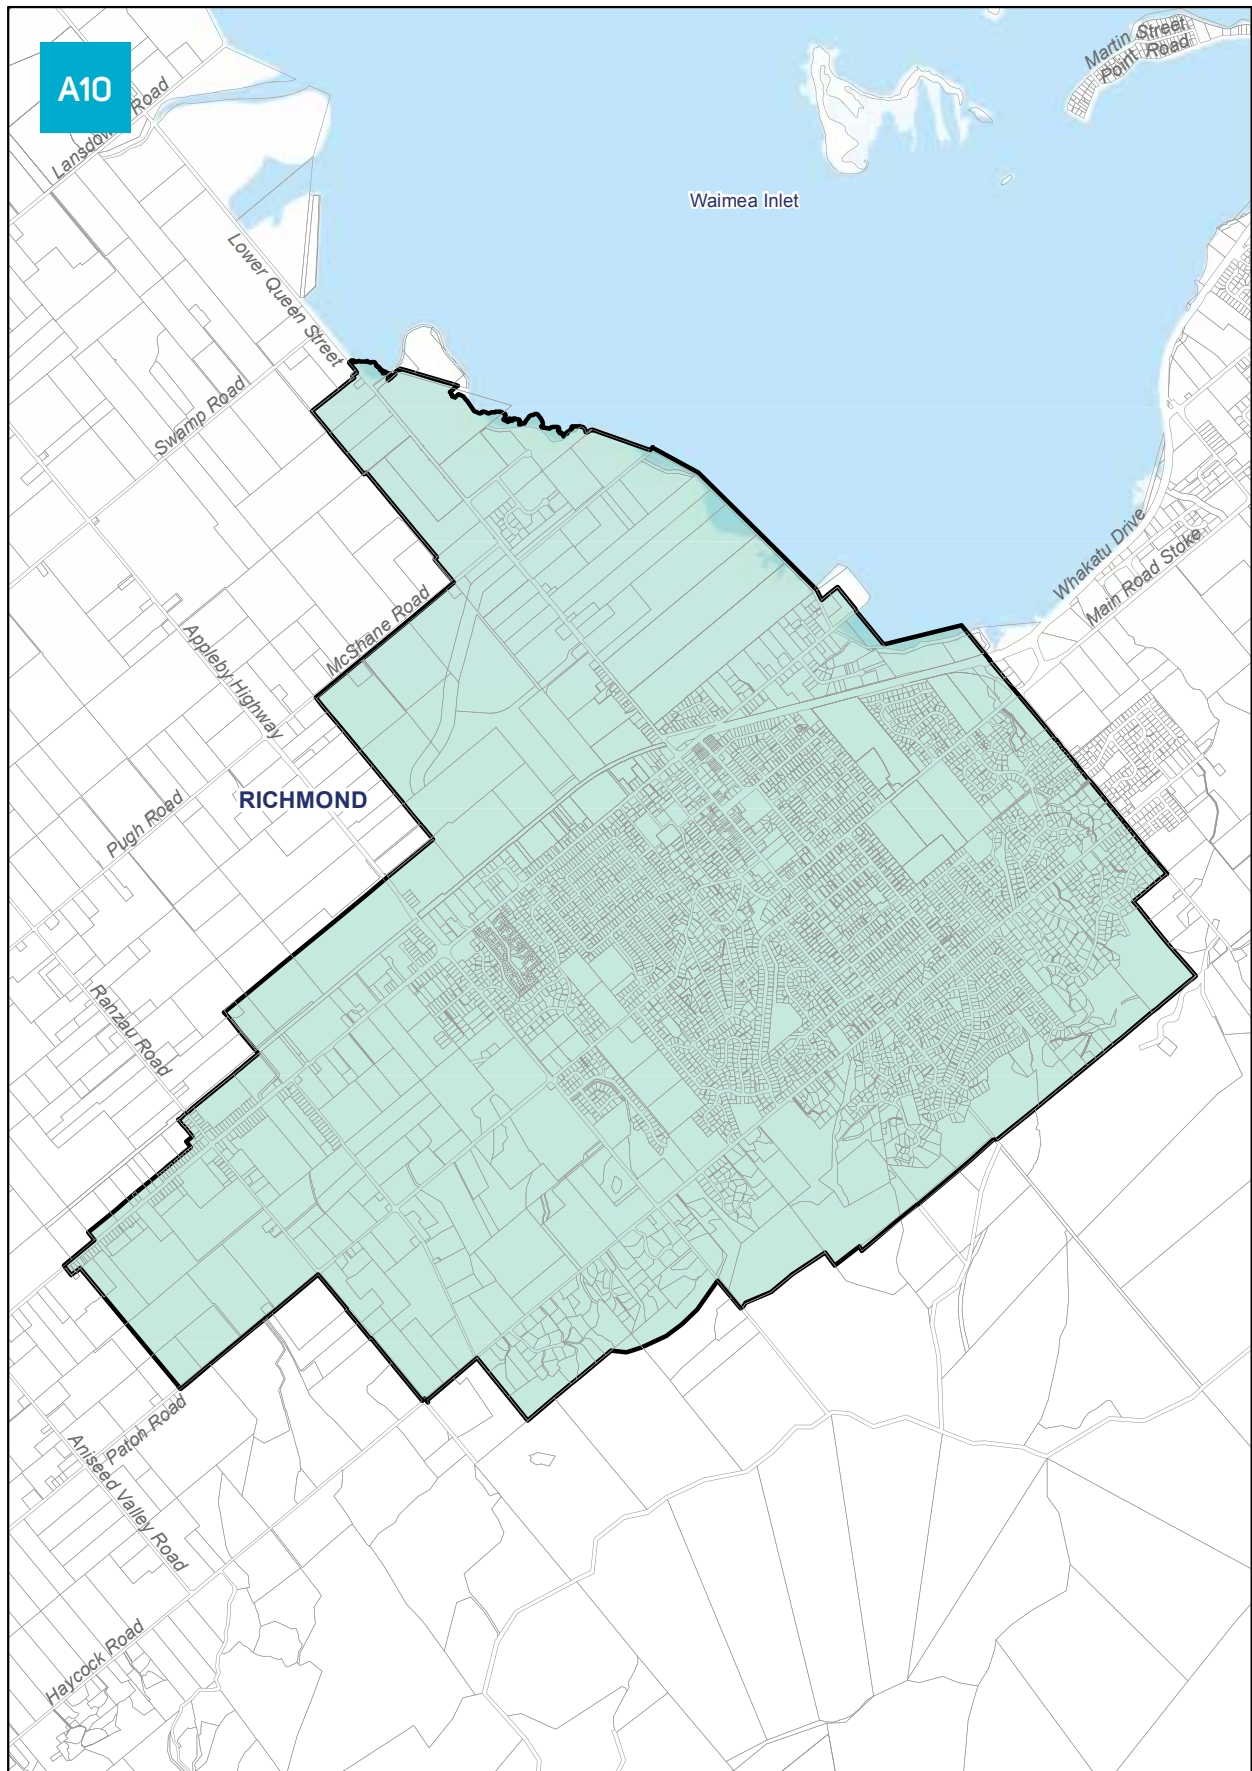 A10
Martin Street
Point Road
Lansdowne Road
Waimea Inlet
Lower Queen Street
Swamp Road
Whakatu Drive
Main Road Stoke
McShane Road
Appleby Highway
RICHMOND
Pugh Road
Ranzau Road
Paton Road
Aniseed Valley Road
Haycock Road